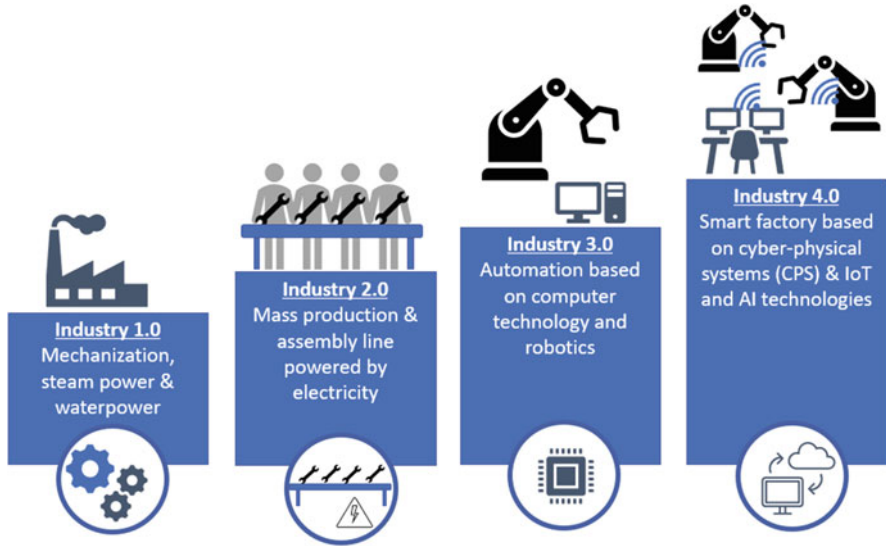 Industry 1.0
Mechanization,
steam power &
waterpower
Industry 2.0
Mass production &
assembly line
powered by
electricity
Industry 3.0
Automation based
on computer
technology and
robotics
Industry 4.0
Smart factory based
on cyber-physical
systems (CPS) & IoT
and AI technologies